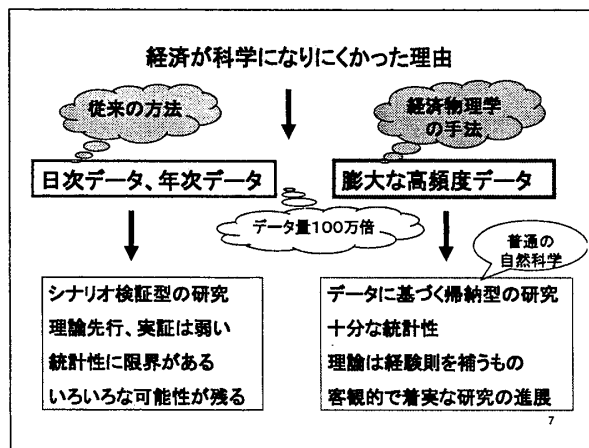 経済が科学になりにくかった理由
従来の方法
経済物理学
の手法
日次データ、年次データ
膨大な高頻度データ
データ量100万倍
普通の
自然科学
シナリオ検証型の研究
理論先行、実証は弱い
統計性に限界がある
いろいろな可能性が残る
データに基づく帰納型の研究
十分な統計性
理論は経験則を補うもの
客観的で着実な研究の進展
7